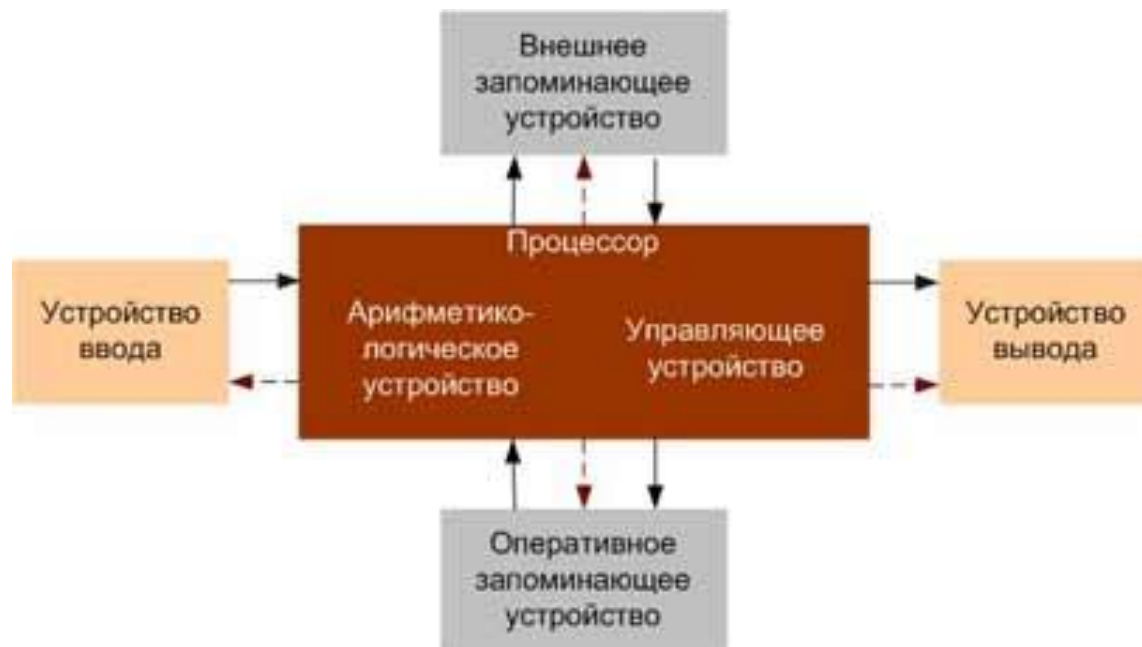 Внешнее
запоминающее
устройство
Процессор
Устройство
ввода
Арифметико-
логическое
устройство
Управляющее
устройство
Устройство
вывода
Оперативное
запоминающее
устройство